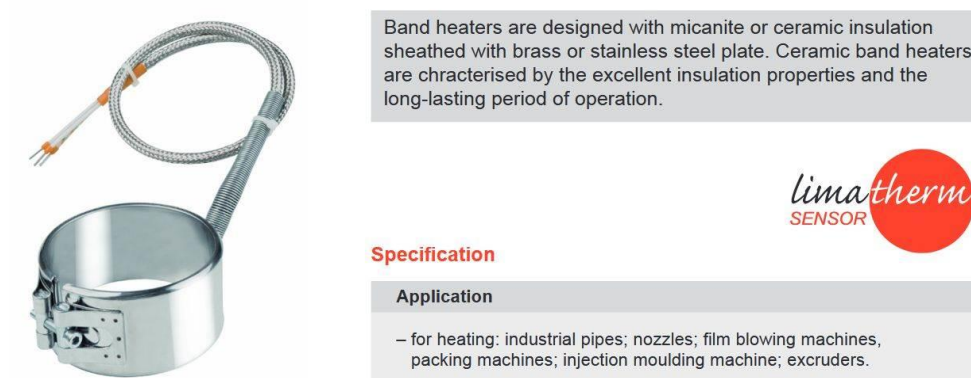 Band heaters are designed with micanite or ceramic insulation
sheathed with brass or stainless steel plate. Ceramic band heaters
are chracterised by the excellent insulation properties and the
long-lasting period of operation.
limatherm
SENSOR
Specification
Application
– for heating: industrial pipes; nozzles; film blowing machines,
packing machines; injection moulding machine; excruders.